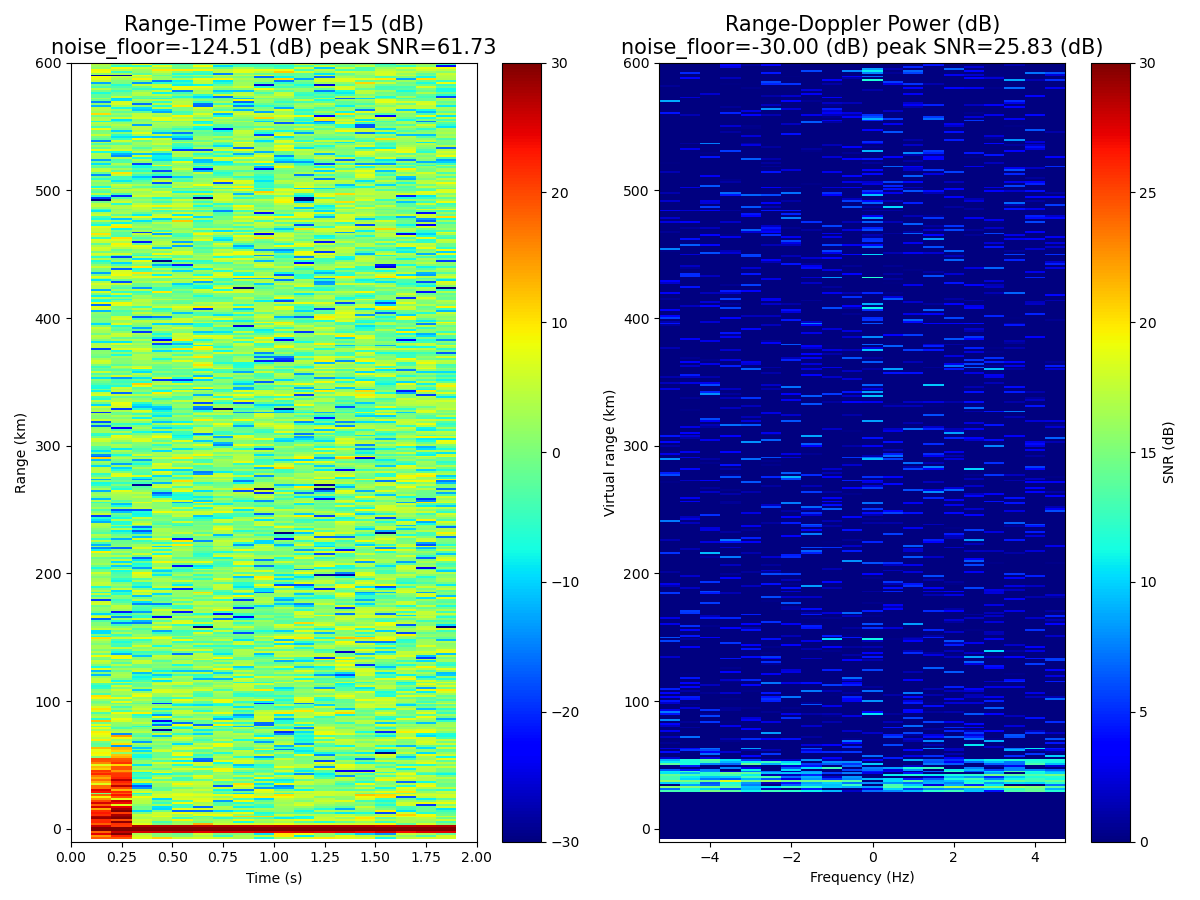 Range-Time Power f=15 (dB)
noise_floor=-124.51 (dB) peak SNR=61.73
Range-Doppler Power (dB)
noise_floor=-30.00 (dB) peak SNR=25.83 (dB)
600
500
400
300
200
100
0
Range (km)
0.00 0.25 0.50 0.75 1.00 1.25 1.50 1.75 2.00
Time (s)
30
20
10
0
−10
−20
−30
600
500
400
300
200
100
0
Virtual range (km)
−4 −2 0 2 4
Frequency (Hz)
30
25
20
15
10
5
0
SNR (dB)